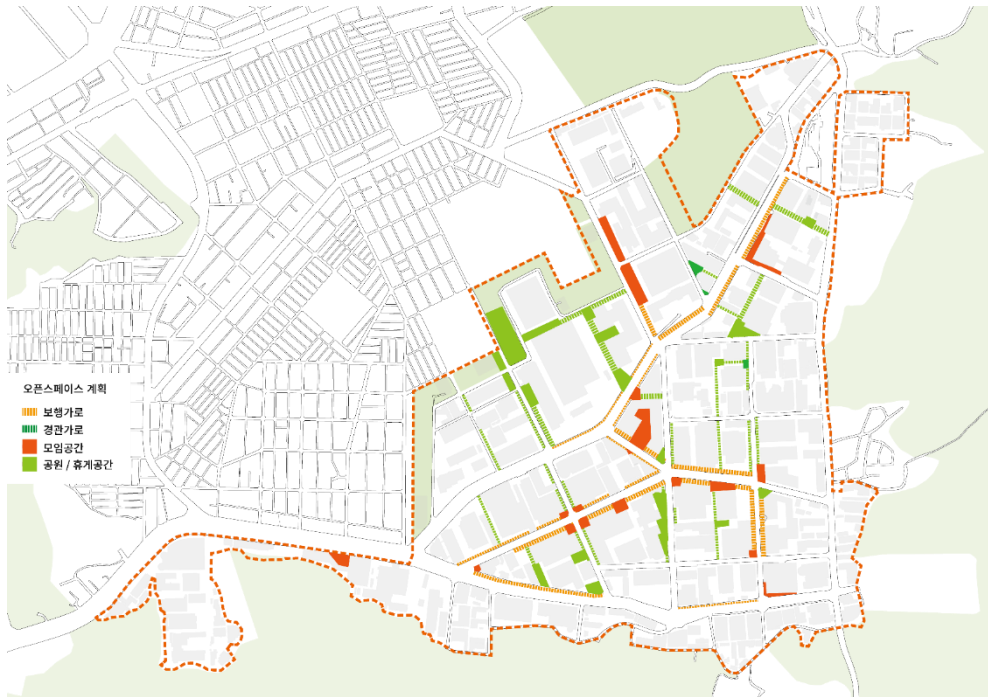 오픈스페이스 계획
보행가로
경관가로
모임공간
공원 / 휴게공간